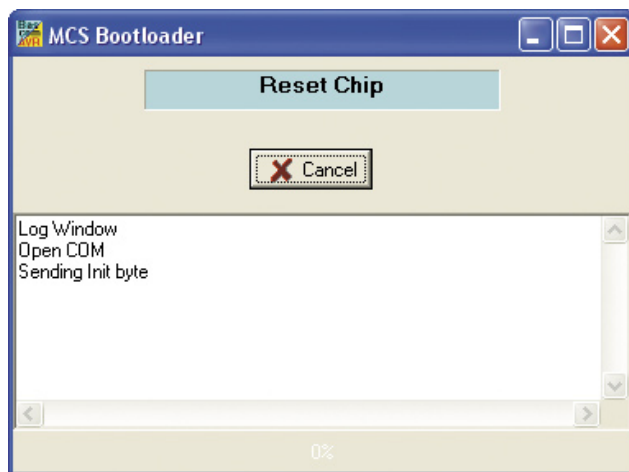 MCS Bootloader
Reset Chip
Cancel
Log Window
Open COM
Sending Init byte
0%